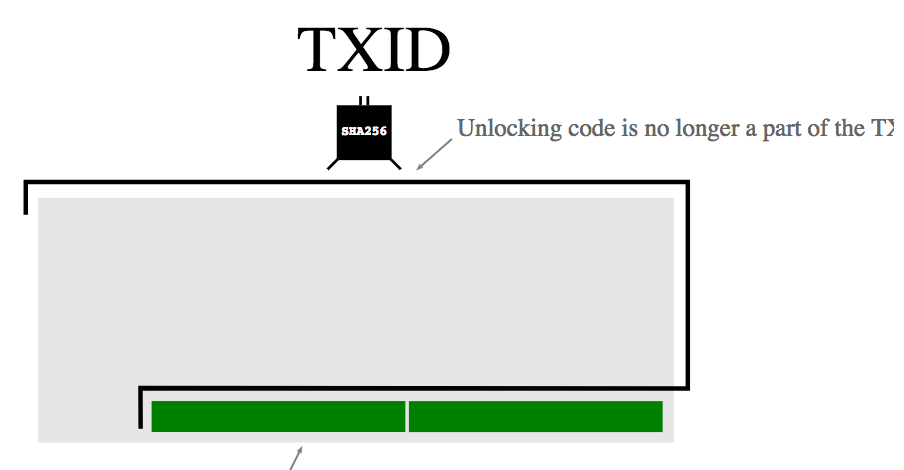 TXID
SHA256
Unlocking code is no longer a part of the